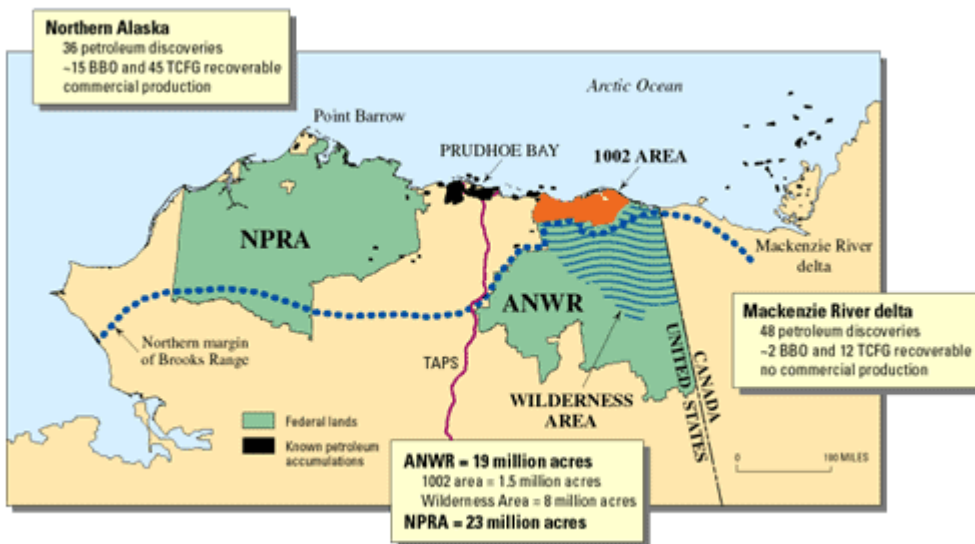 Northern Alaska
36 petroleum discoveries
~15 BBO and 45 TCFG recoverable
commercial production
Arctic Ocean
Point Barrow
PRUDHOE BAY
1002 AREA
NPRA
Mackenzie River
delta
ANWR
Mackenzie River delta
48 petroleum discoveries
~2 BBO and 12 TCFG recoverable
no commercial production
Northern margin
of Brooks Range
TAPS
CANADA
UNITED STATES
WILDERNESS
AREA
Federal lands
Known petroleum
accumulations
0
100 MILES
ANWR = 19 million acres
1002 area = 1.5 million acres
Wilderness Area = 8 million acres
NPRA = 23 million acres